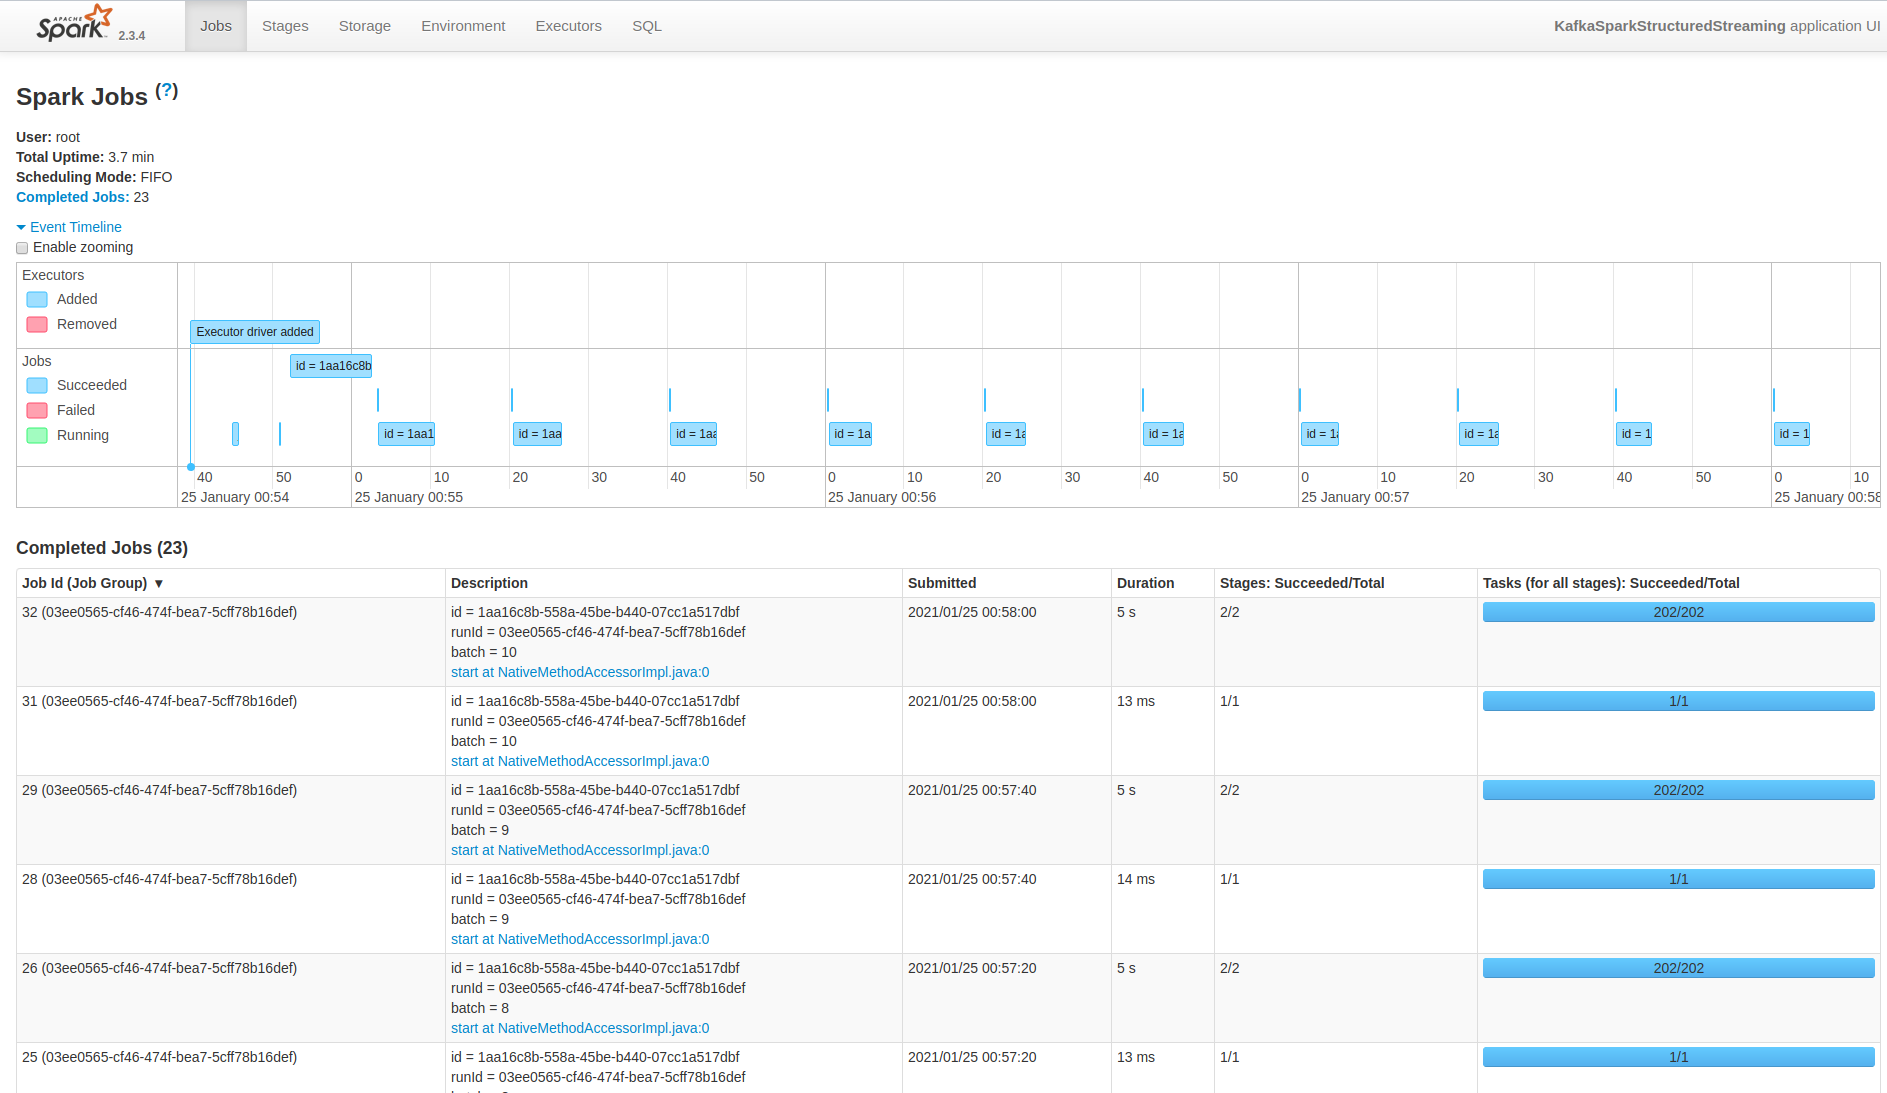 APACHE
Spark 2.3.4
Jobs Stages Storage Environment Executors SQL KafkaSparkStructuredStreaming application UI
Spark Jobs (?)
User: root
Total Uptime: 3.7 min
Scheduling Mode: FIFO
Completed Jobs: 23
Event Timeline
Enable zooming
Executors
Added
Removed
Executor driver added
Jobs
Succeeded
Failed
Running
id = 1aa16c8b
id = 1aa1 id = 1aa id = 1aa id = 1a id = 1a id = 1a id = 1a id = 1a id = 1 id = 1
40 50 0 10 20 30 40 50 0 10 20 30 40 50 0 10 20 30 40 50 0 10
25 January 00:54 25 January 00:55 25 January 00:56 25 January 00:57 25 January 00:58
Completed Jobs (23)
Job Id (Job Group) ▼ Description Submitted Duration Stages: Succeeded/Total Tasks (for all stages): Succeeded/Total
32 (03ee0565-cf46-474f-bea7-5cff78b16def) id = 1aa16c8b-558a-45be-b440-07cc1a517dbf 2021/01/25 00:58:00 5 s 2/2 202/202
runId = 03ee0565-cf46-474f-bea7-5cff78b16def
batch = 10
start at NativeMethodAccessorImpl.java:0
31 (03ee0565-cf46-474f-bea7-5cff78b16def) id = 1aa16c8b-558a-45be-b440-07cc1a517dbf 2021/01/25 00:58:00 13 ms 1/1 1/1
runId = 03ee0565-cf46-474f-bea7-5cff78b16def
batch = 10
start at NativeMethodAccessorImpl.java:0
29 (03ee0565-cf46-474f-bea7-5cff78b16def) id = 1aa16c8b-558a-45be-b440-07cc1a517dbf 2021/01/25 00:57:40 5 s 2/2 202/202
runId = 03ee0565-cf46-474f-bea7-5cff78b16def
batch = 9
start at NativeMethodAccessorImpl.java:0
28 (03ee0565-cf46-474f-bea7-5cff78b16def) id = 1aa16c8b-558a-45be-b440-07cc1a517dbf 2021/01/25 00:57:40 14 ms 1/1 1/1
runId = 03ee0565-cf46-474f-bea7-5cff78b16def
batch = 9
start at NativeMethodAccessorImpl.java:0
26 (03ee0565-cf46-474f-bea7-5cff78b16def) id = 1aa16c8b-558a-45be-b440-07cc1a517dbf 2021/01/25 00:57:20 5 s 2/2 202/202
runId = 03ee0565-cf46-474f-bea7-5cff78b16def
batch = 8
start at NativeMethodAccessorImpl.java:0
25 (03ee0565-cf46-474f-bea7-5cff78b16def) id = 1aa16c8b-558a-45be-b440-07cc1a517dbf 2021/01/25 00:57:20 13 ms 1/1 1/1
runId = 03ee0565-cf46-474f-bea7-5cff78b16def